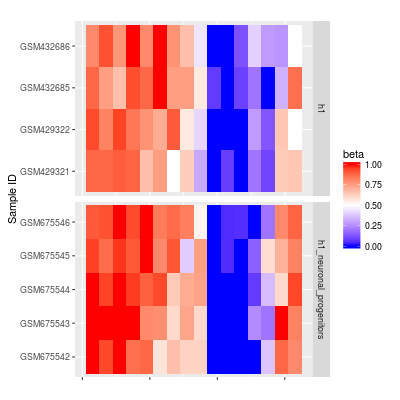 GSM432686
GSM432685
GSM429322
GSM429321
h1
GSM675546
GSM675545
GSM675544
GSM675543
GSM675542
h1_neuronal_progenitors
Sample ID
beta
1.00
0.75
0.50
0.25
0.00